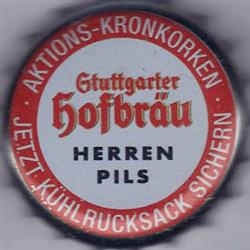 · AKTIONS-KRONKORKEN ·
Stuttgarter
Hofbräu
HERREN
PILS
JETZT KÜHLRUCKSACK SICHERN